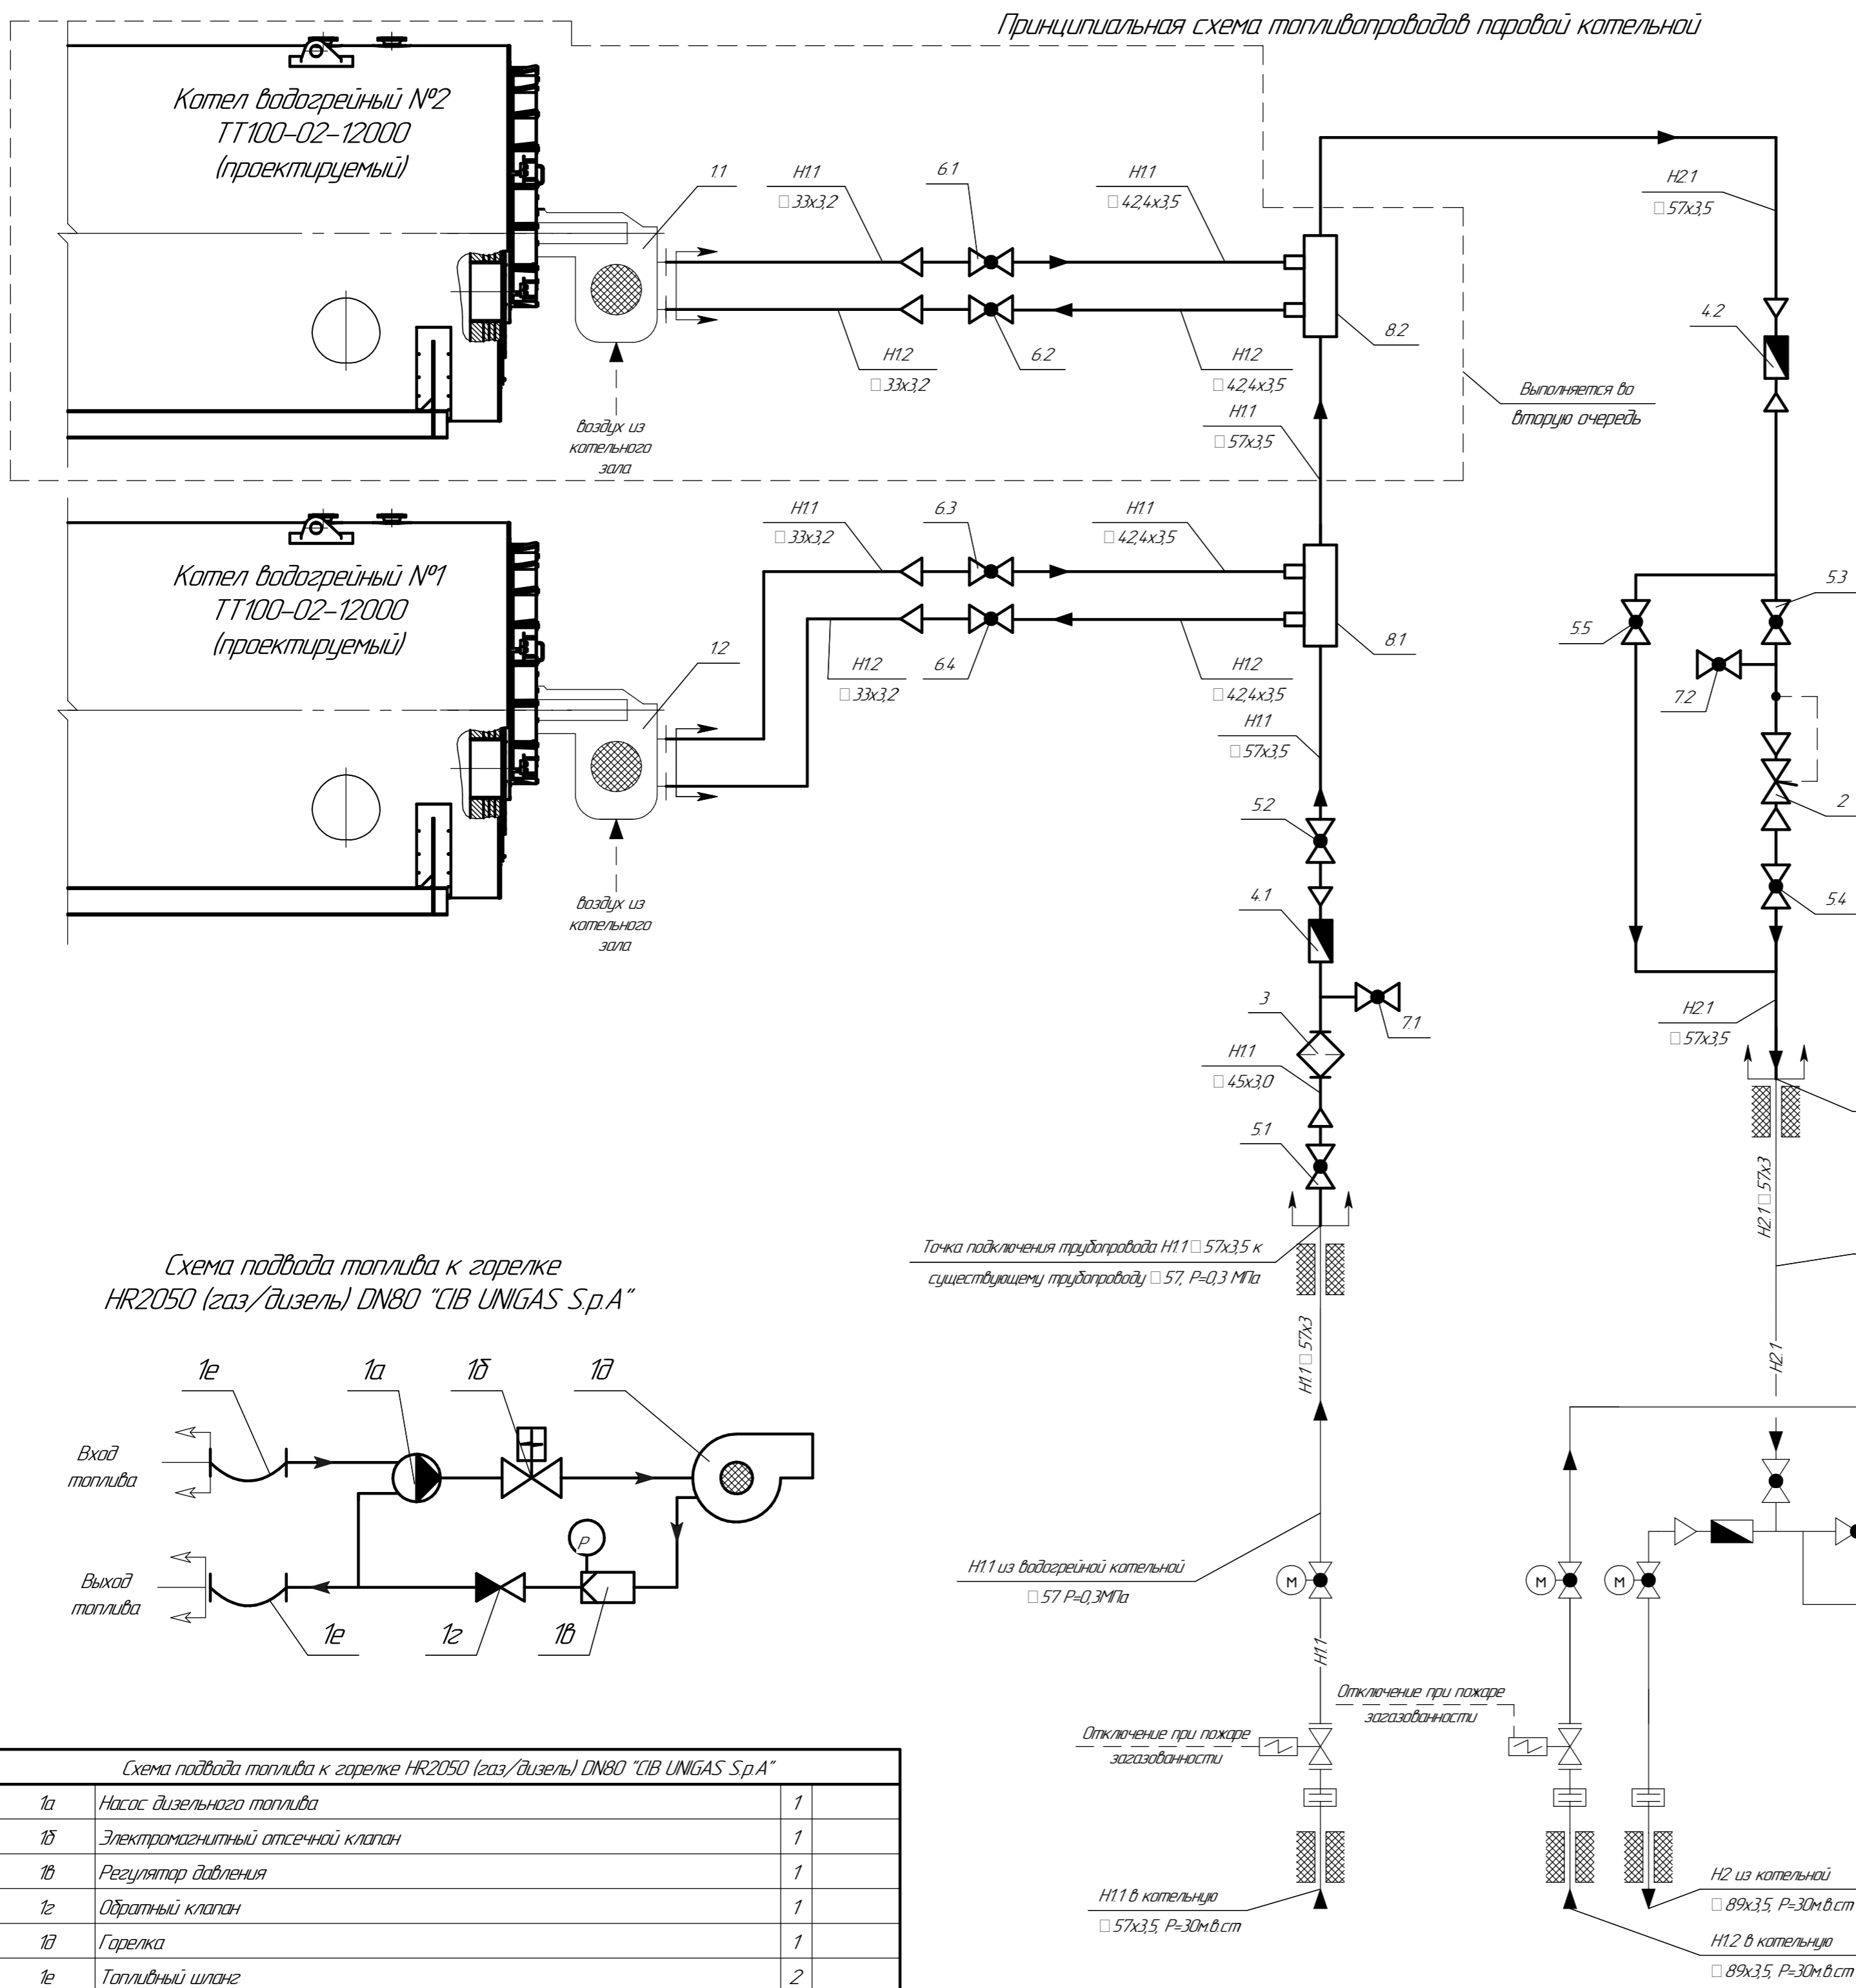 Принципиальная схема топливопроводов паровой котельной
Котел водогрейный №2
ТТ100-02-12000
(проектируемый)
1.1
Н1.1
□33х3,2
6.1
Н1.1
□42,4х3,5
Н2.1
□57х3,5
Н1.2
□33х3,2
6.2
Н1.2
□42,4х3,5
8.2
4.2
воздух из
котельного
зала
Н1.1
□57х3,5
Выполняется во
вторую очередь
Котел водогрейный №1
ТТ100-02-12000
(проектируемый)
Н1.1
□33х3,2
6.3
Н1.1
□42,4х3,5
1.2
Н1.2
□33х3,2
6.4
Н1.2
□42,4х3,5
8.1
5.5
5.3
7.2
Н1.1
□57х3,5
2
5.2
5.4
воздух из
котельного
зала
4.1
3
7.1
Н2.1
□57х3,5
Н1.1
□45х3,0
5.1
Н2.1□57х3
Точка подключения трубопровода Н1.1□57х3,5 к
существующему трубопроводу □57, Р=0,3 МПа
Н1.1□57х3
Н2.1
Схема подвода топлива к горелке
HR2050 (газ/дизель) DN80 "CIB UNIGAS S.p.A"
1е
1а
1б
1д
Вход
топлива
Р
Выход
топлива
1е
1г
1в
Н1.1 из водогрейной котельной
□57 Р=0,3МПа
М
М
М
Н1.1
Отключение при пожаре
загазованности
Отключение при пожаре
загазованности
Н1.1 в котельную
□57х3,5, Р=30м.в.ст
Н2 из котельной
□89х3,5, Р=30м.в.ст
Н1.2 в котельную
□89х3,5, Р=30м.в.ст
Схема подвода топлива к горелке HR2050 (газ/дизель) DN80 "CIB UNIGAS S.p.A"
1а Насос дизельного топлива 1
1б Электромагнитный отсечной клапан 1
1в Регулятор давления 1
1г Обратный клапан 1
1д Горелка 1
1е Топливный шланг 2